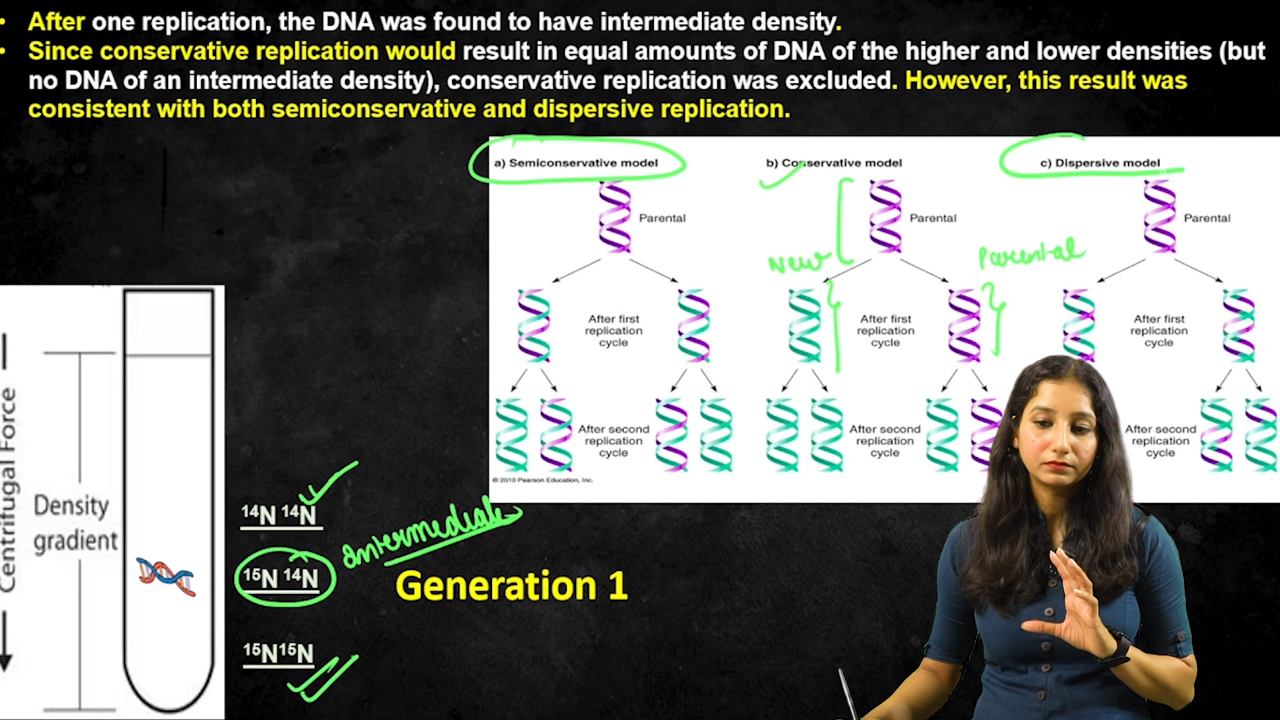 • After one replication, the DNA was found to have intermediate density.
• Since conservative replication would result in equal amounts of DNA of the higher and lower densities (but
no DNA of an intermediate density), conservative replication was excluded. However, this result was
consistent with both semiconservative and dispersive replication.
a) Semiconservative model
b) Conservative model
c) Dispersive model
Parental
Parental
Parental
New
Parental
After first
replication
cycle
After first
replication
cycle
After first
replication
cycle
After second
replication
cycle
After second
replication
cycle
After second
replication
cycle
© 2010 Pearson Education, Inc.
Centrifugal Force
Density
gradient
¹⁴N ¹⁴N
¹⁵N ¹⁴N
¹⁵N¹⁵N
Intermediate
Generation 1